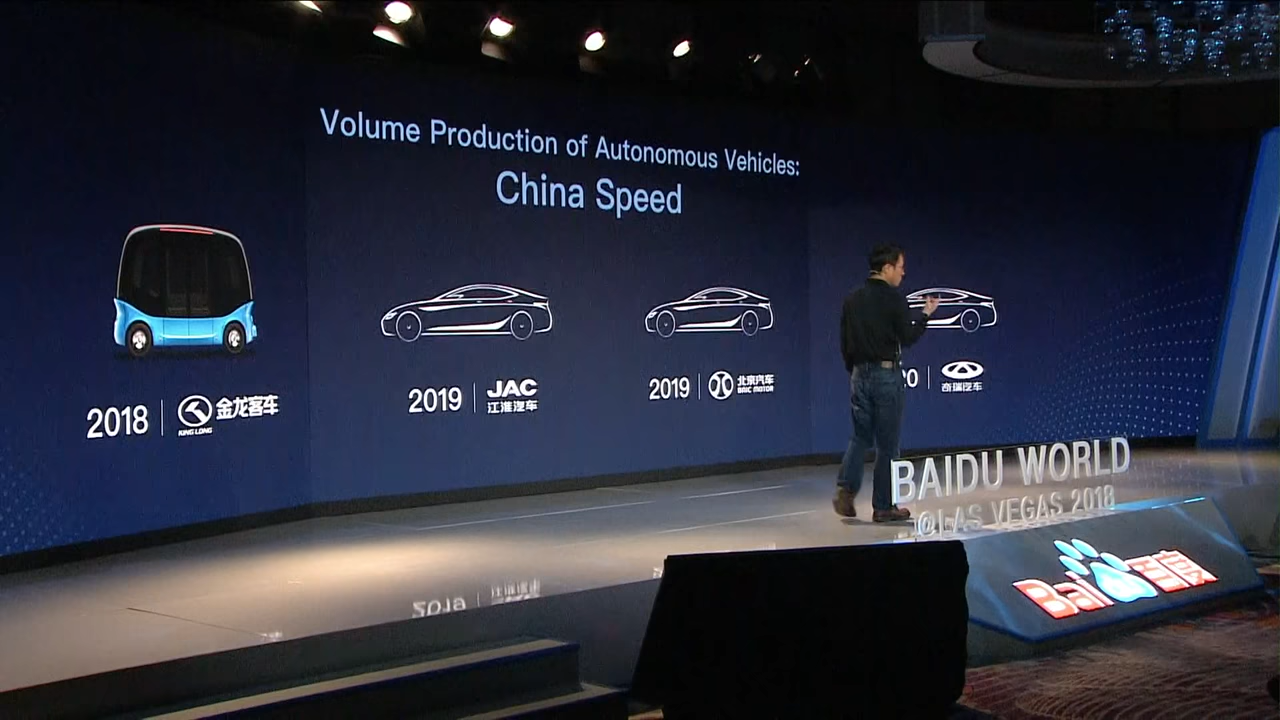 Volume Production of Autonomous Vehicles:
China Speed
2018 | 金龙客车
KING LONG
2019 | JAC
江淮汽车
2019 | 北京汽车
BAIC MOTOR
20 | 奇瑞汽车
BAIDU WORLD
@LAS VEGAS 2018
Bai 百度